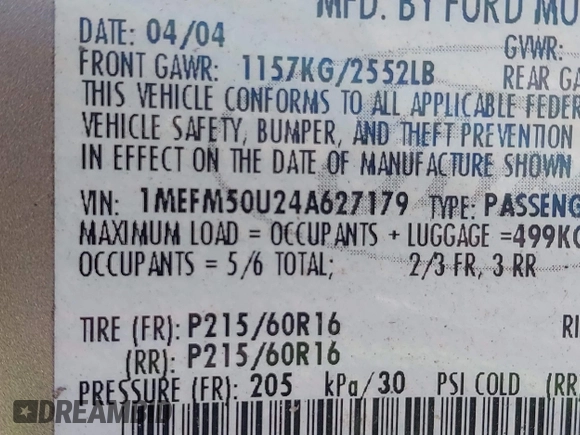 MFD. BY FORD MO
DATE: 04/04
GVWR:
FRONT GAWR: 1157KG/2552LB
REAR GA
THIS VEHICLE CONFORMS TO ALL APPLICABLE FEDER
VEHICLE SAFETY, BUMPER, AND THEFT PREVENTION
IN EFFECT ON THE DATE OF MANUFACTURE SHOWN
VIN: 1MEFM50U24A627179 TYPE: PASSENG
MAXIMUM LOAD = OCCUPANTS + LUGGAGE =499KG
OCCUPANTS = 5/6 TOTAL; 2/3 FR, 3 RR
TIRE (FR): P215/60R16 RI
(RR): P215/60R16
PRESSURE (FR): 205 kPa/30 PSI COLD (RR
DREAMBID